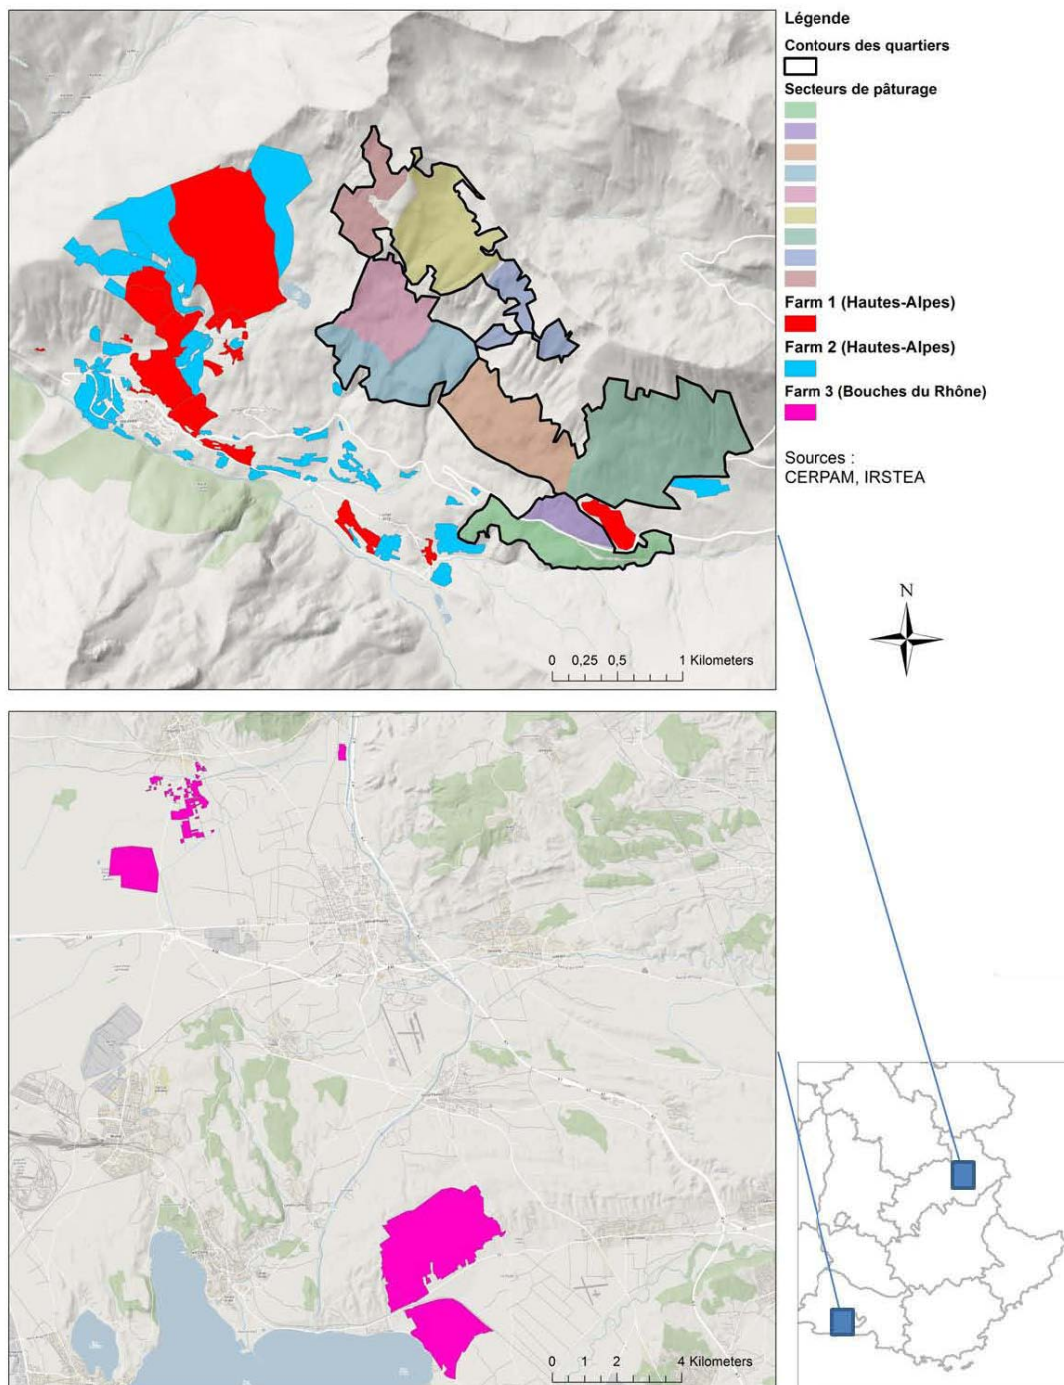 Légende
Contours des quartiers
Secteurs de pâturage
Farm 1 (Hautes-Alpes)
Farm 2 (Hautes-Alpes)
Farm 3 (Bouches du Rhône)
Sources :
CERPAM, IRSTEA
N
0 0,25 0,5 1 Kilometers
0 1 2 4 Kilometers